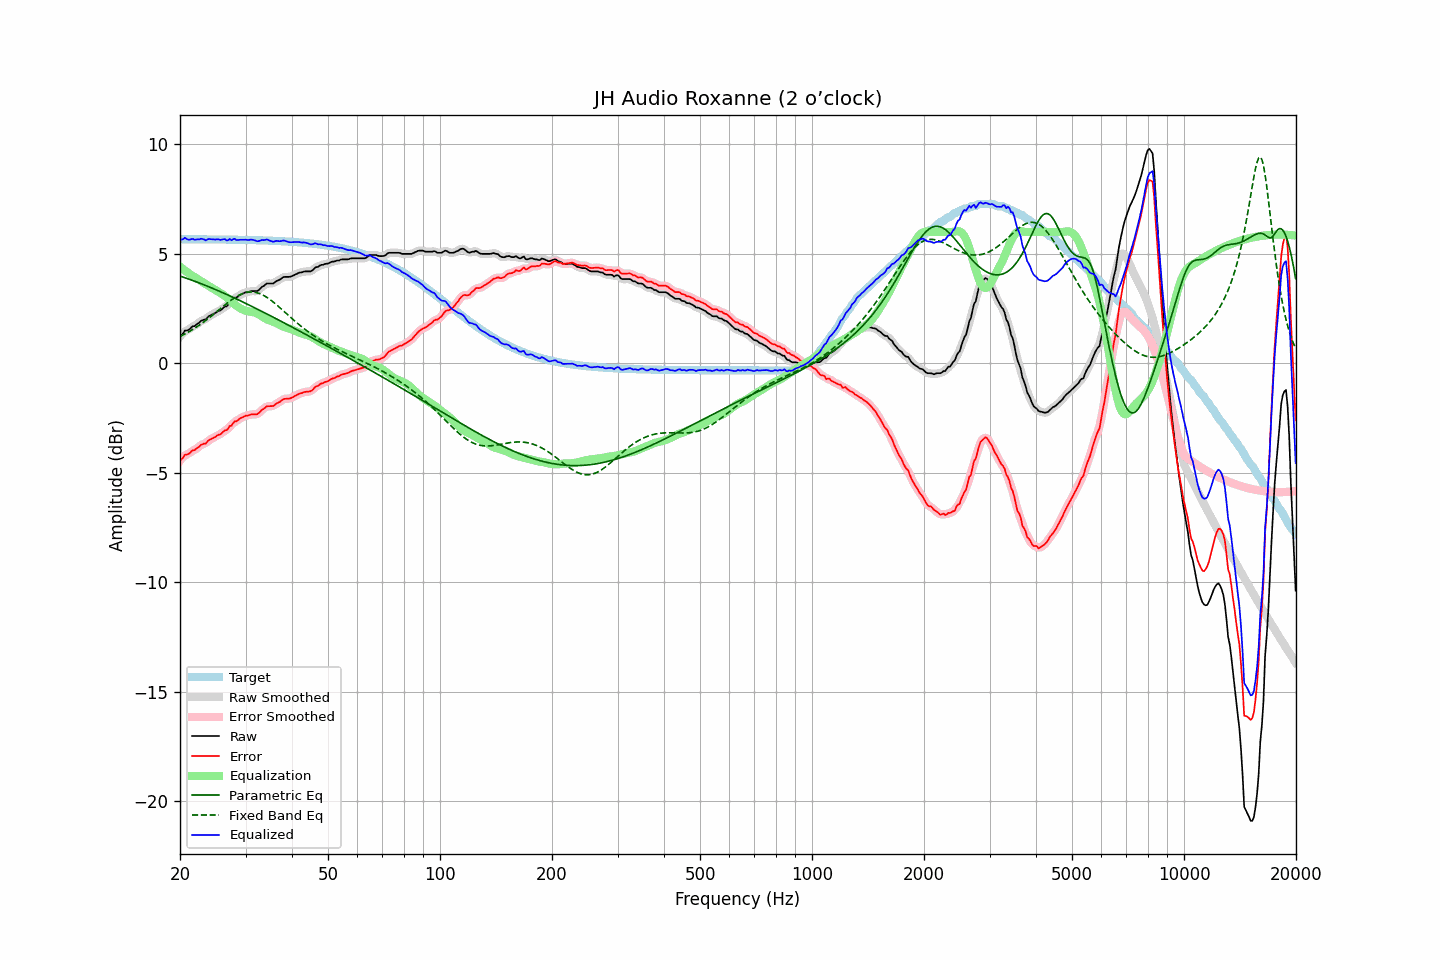 JH Audio Roxanne (2 o’clock)
10
5
0
−5
−10
−15
−20
Amplitude (dBr)
Target
Raw Smoothed
Error Smoothed
Raw
Error
Equalization
Parametric Eq
Fixed Band Eq
Equalized
20 50 100 200 500 1000 2000 5000 10000 20000
Frequency (Hz)